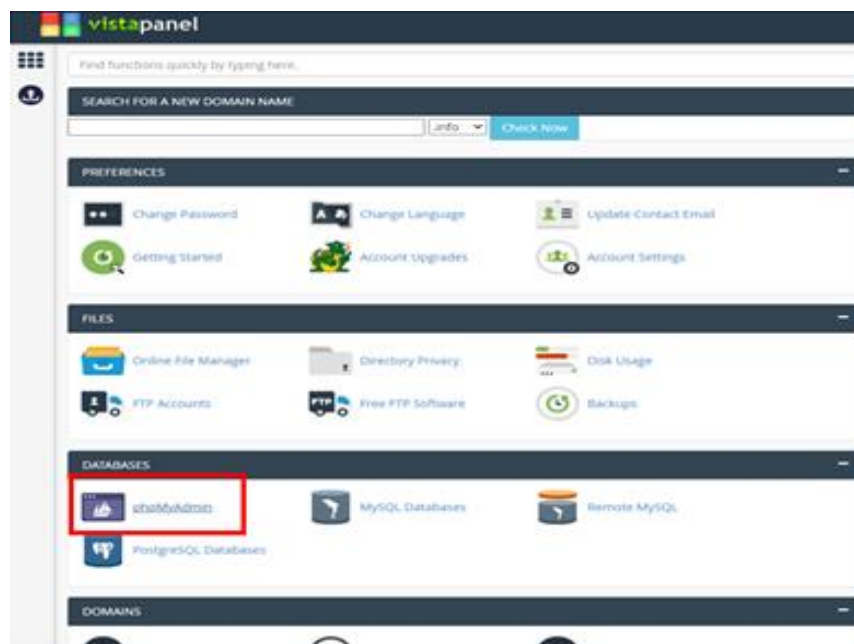 vistapanel
Find functions quickly by typing here.
SEARCH FOR A NEW DOMAIN NAME
.info Check Now
PREFERENCES
Change Password Change Language Update Contact Email
Getting Started Account Upgrades Account Settings
FILES
Online File Manager Directory Privacy Disk Usage
FTP Accounts FTP Free FTP Software Backups
DATABASES
phpMyAdmin MySQL Databases Remote MySQL
PostgreSQL Databases
DOMAINS